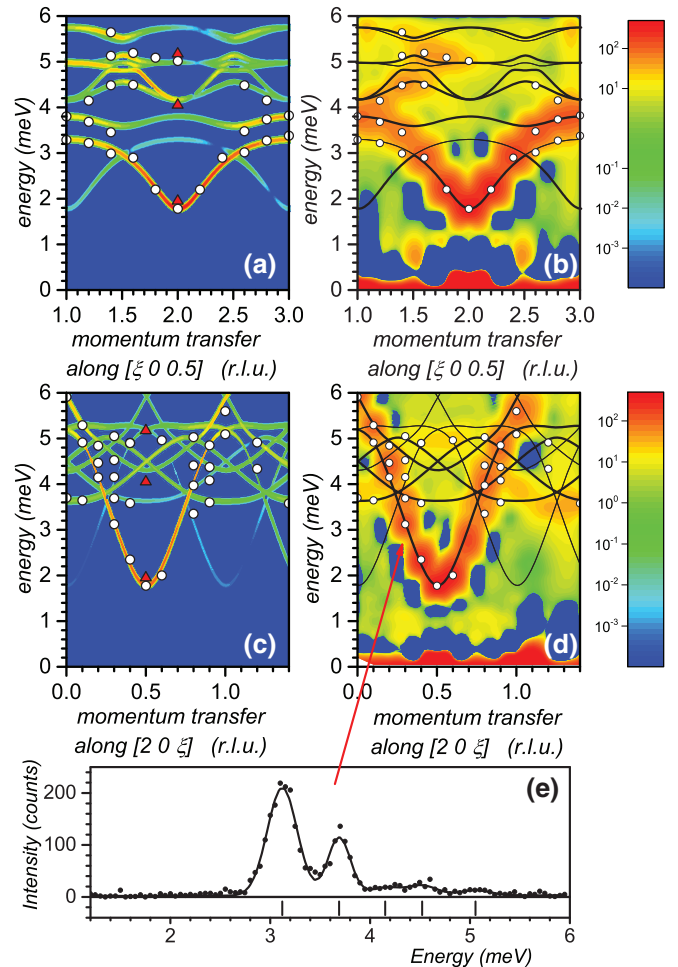 6
5
4
3
2
1
0
energy (meV)
(a)
1.0 1.5 2.0 2.5 3.0
momentum transfer
along [ξ 0 0.5] (r.l.u.)
6
5
4
3
2
1
0
energy (meV)
(b)
1.0 1.5 2.0 2.5 3.0
momentum transfer
along [ξ 0 0.5] (r.l.u.)
10²
10¹
10⁻¹
10⁻²
10⁻³
6
5
4
3
2
1
0
energy (meV)
(c)
0.0 0.5 1.0
momentum transfer
along [2 0 ξ] (r.l.u.)
6
5
4
3
2
1
0
energy (meV)
(d)
0.0 0.5 1.0
momentum transfer
along [2 0 ξ] (r.l.u.)
10²
10¹
10⁰
10⁻¹
10⁻²
10⁻³
Intensity (counts)
200
100
0
(e)
2 3 4 5 6
Energy (meV)